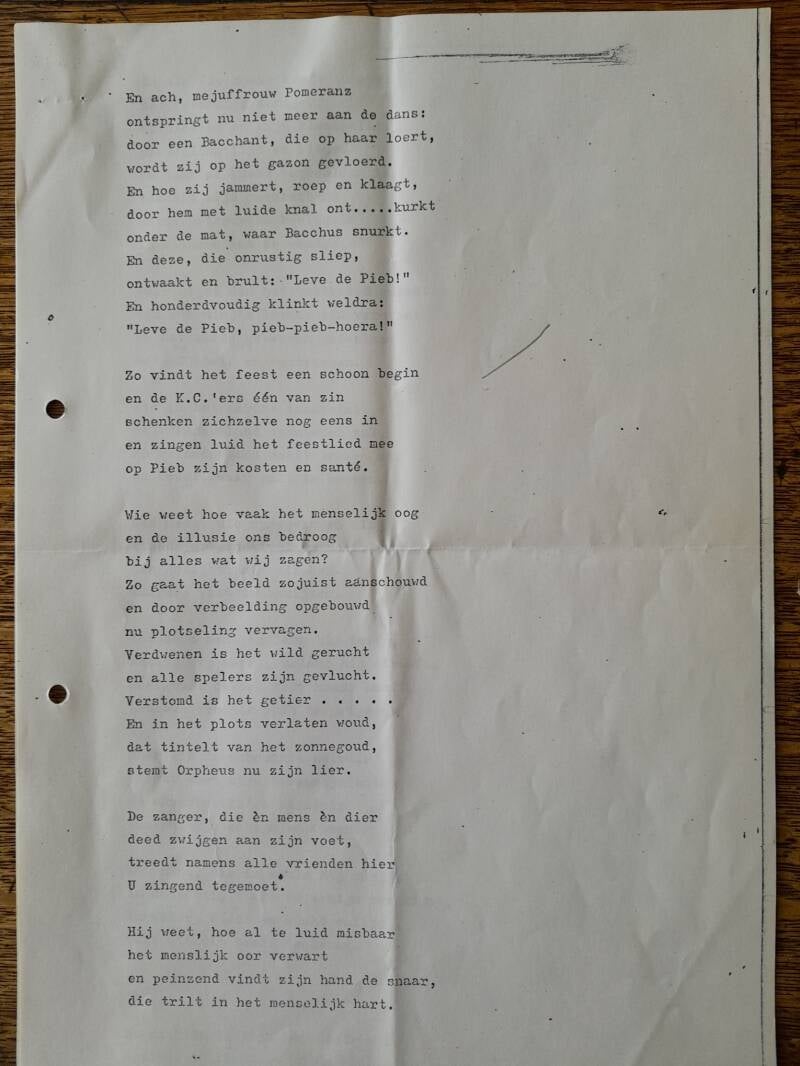 En ach, mejuffrouw Pomeranz
ontspringt nu niet meer aan de dans:
door een Bacchant, die op haar loert,
wordt zij op het gazon gevloerd.
En hoe zij jammert, roep en klaagt,
door hem met luide knal ont.....kurkt
onder de mat, waar Bacchus snurkt.
En deze, die onrustig sliep,
ontwaakt en brult: "Leve de Pieb!"
En honderdvoudig klinkt weldra:
"Leve de Pieb, pieb-pieb-hoera!"

Zo vindt het feest een schoon begin
en de K.C.'ers één van zin
schenken zichzelve nog eens in
en zingen luid het feestlied mee
op Pieb zijn kosten en santé.

Wie weet hoe vaak het menselijk oog
en de illusie ons bedroog
bij alles wat wij zagen?
Zo gaat het beeld zojuist aanschouwd
en door verbeelding opgebouwd
nu plotseling vervagen.
Verdwenen is het wild gerucht
en alle spelers zijn gevlucht.
Verstomd is het getier . . . . .
En in het plots verlaten woud,
dat tintelt van het zonnegoud,
stemt Orpheus nu zijn lier.

De zanger, die èn mens èn dier
deed zwijgen aan zijn voet,
treedt namens alle vrienden hier
U zingend tegemoet.

Hij weet, hoe al te luid misbaar
het menslijk oor verwart
en peinzend vindt zijn hand de snaar,
die trilt in het menselijk hart.